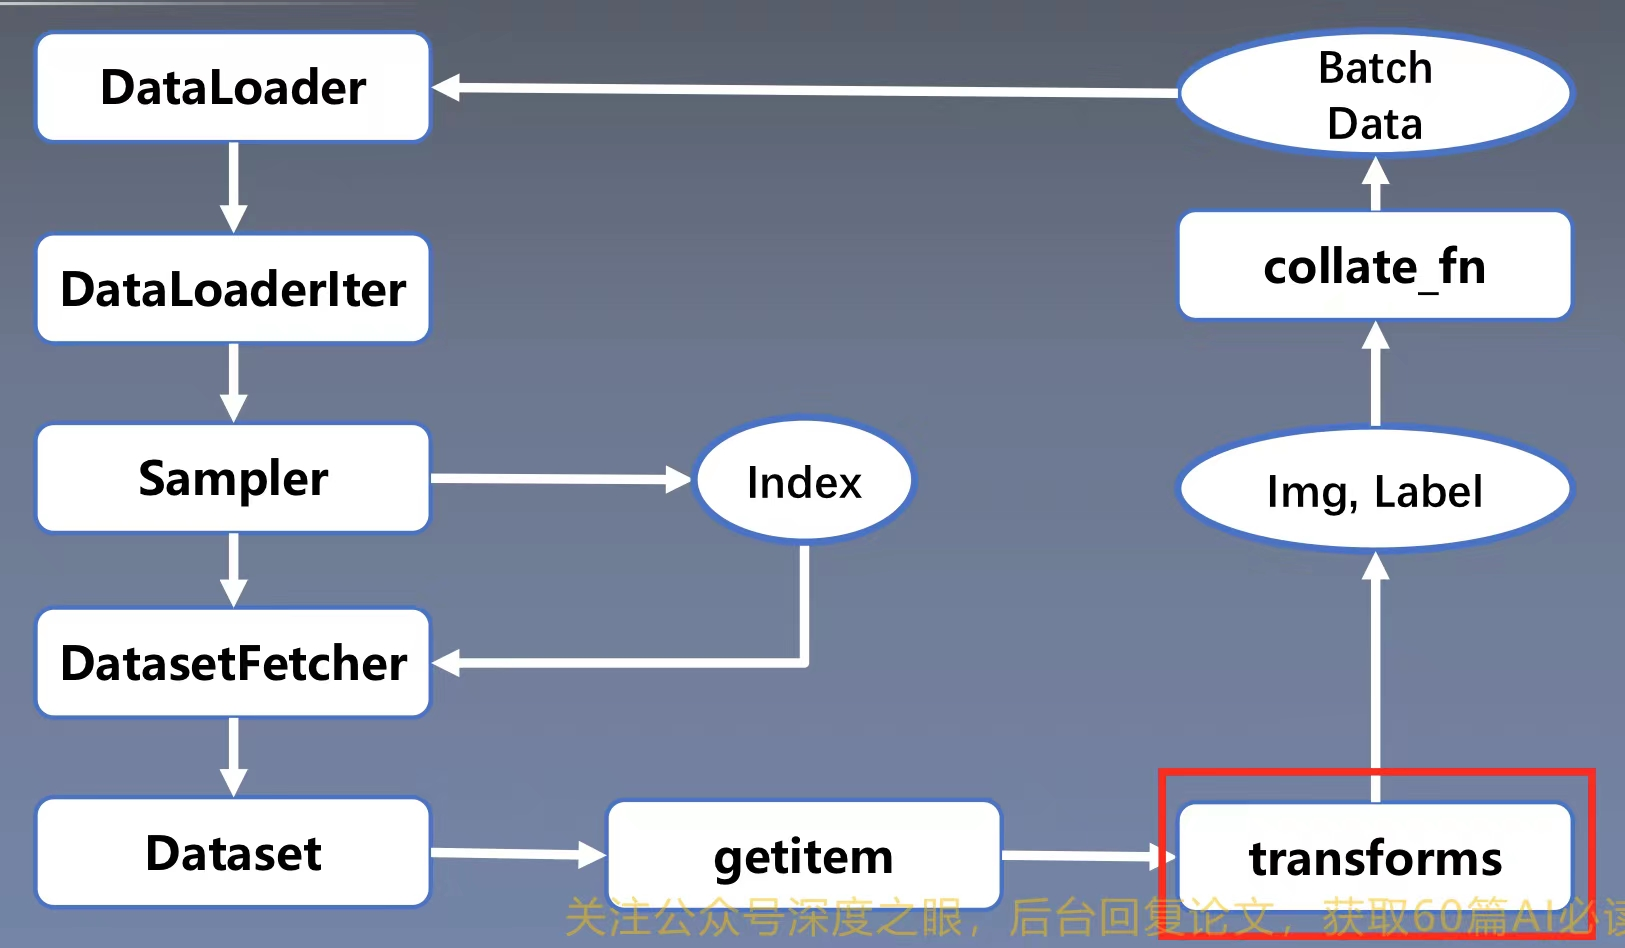 DataLoader
Batch
Data
DataLoaderIter
collate_fn
Sampler
Index
Img, Label
DatasetFetcher
Dataset
getitem
transforms
关注公众号深度之眼，后台回复论文，获取60篇AI必读